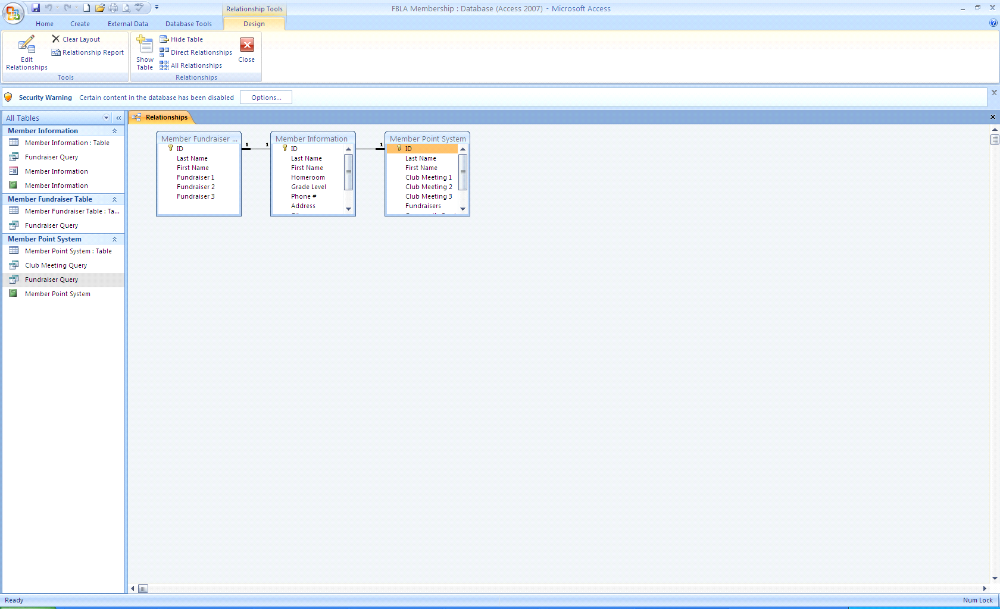 Relationship Tools
FBLA Membership : Database (Access 2007) - Microsoft Access
Home Create External Data Database Tools Design
Edit Relationships
Clear Layout
Relationship Report
Tools
Show Table
Hide Table
Direct Relationships
All Relationships
Close
Relationships
Security Warning Certain content in the database has been disabled Options...
All Tables
Member Information
Member Information : Table
Fundraiser Query
Member Information
Member Information
Member Fundraiser Table
Member Fundraiser Table : Ta...
Fundraiser Query
Member Point System
Member Point System : Table
Club Meeting Query
Fundraiser Query
Member Point System
Relationships
Member Fundraiser ...
ID
Last Name
First Name
Fundraiser 1
Fundraiser 2
Fundraiser 3
1 1
Member Information
ID
Last Name
First Name
Homeroom
Grade Level
Phone #
Address
1
Member Point System
ID
Last Name
First Name
Club Meeting 1
Club Meeting 2
Club Meeting 3
Fundraisers
Ready
Num Lock